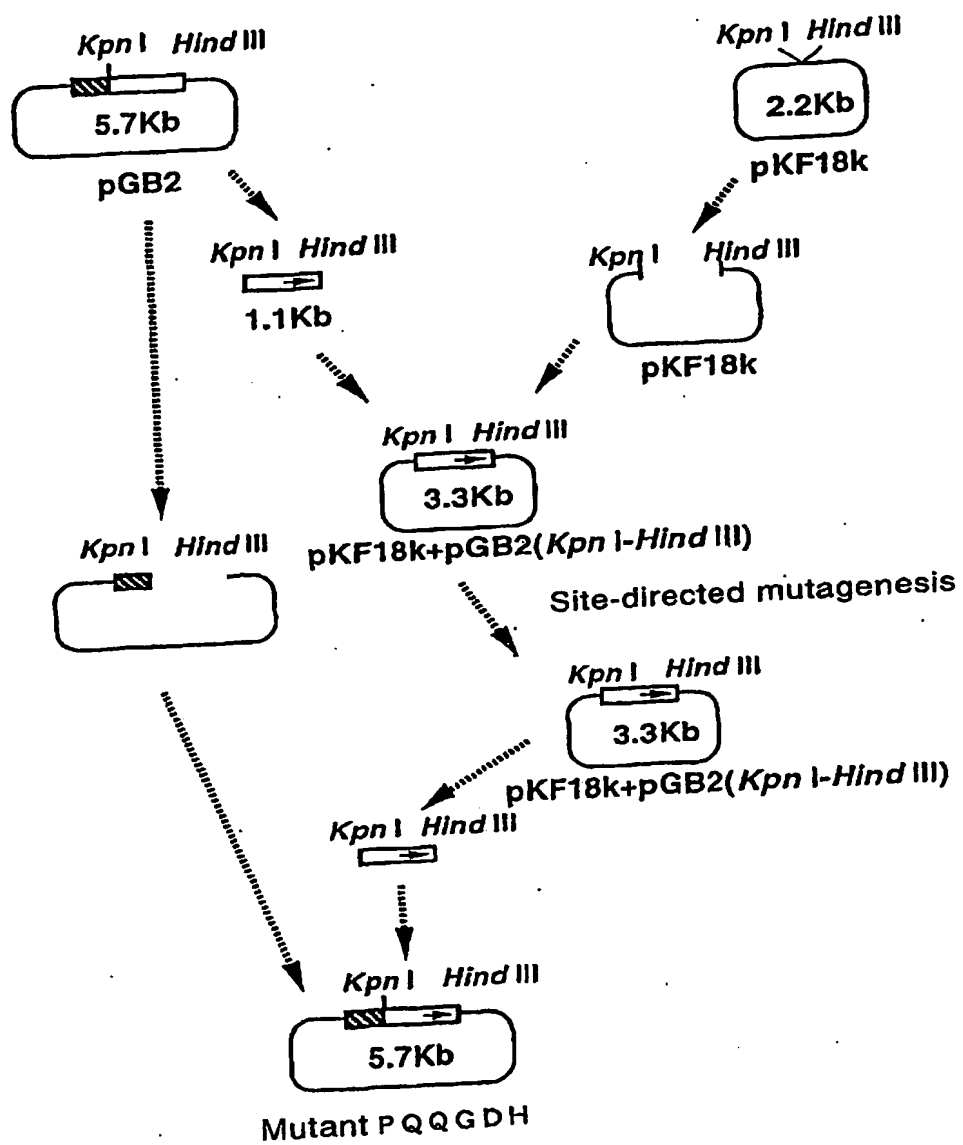 Kpn I Hind III
5.7Kb
pGB2
Kpn I Hind III
2.2Kb
pKF18k
Kpn I Hind III
1.1Kb
Kpn I Hind III
pKF18k
Kpn I Hind III
3.3Kb
pKF18k+pGB2(Kpn I-Hind III)
Kpn I Hind III
Site-directed mutagenesis
Kpn I Hind III
3.3Kb
pKF18k+pGB2(Kpn I-Hind III)
Kpn I Hind III
Kpn I Hind III
5.7Kb
Mutant PQQGDH